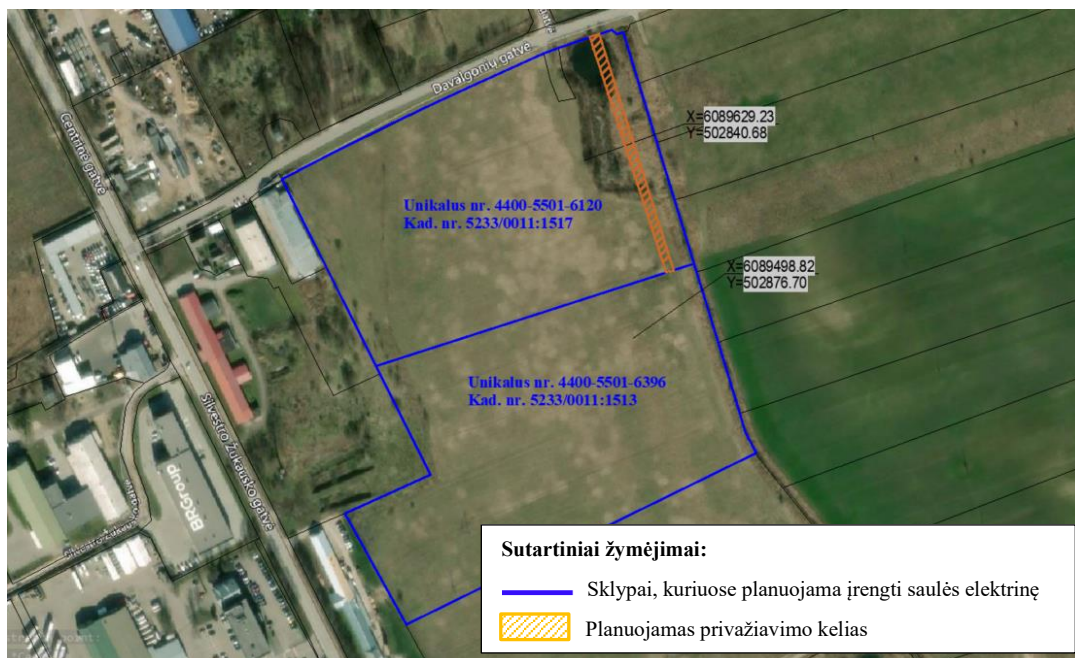 Davalgonių gatvė
Centrinė gatvė
X=6089629.23
Y=502840.68
Unikalus nr. 4400-5501-6120
Kad. nr. 5233/0011:1517
X=6089498.82
Y=502876.70
Unikalus nr. 4400-5501-6396
Kad. nr. 5233/0011:1513
Silvestro Žukausko gatvė
BRGroup
Sutartiniai žymėjimai:
Sklypai, kuriuose planuojama įrengti saulės elektrinę
Planuojamas privažiavimo kelias